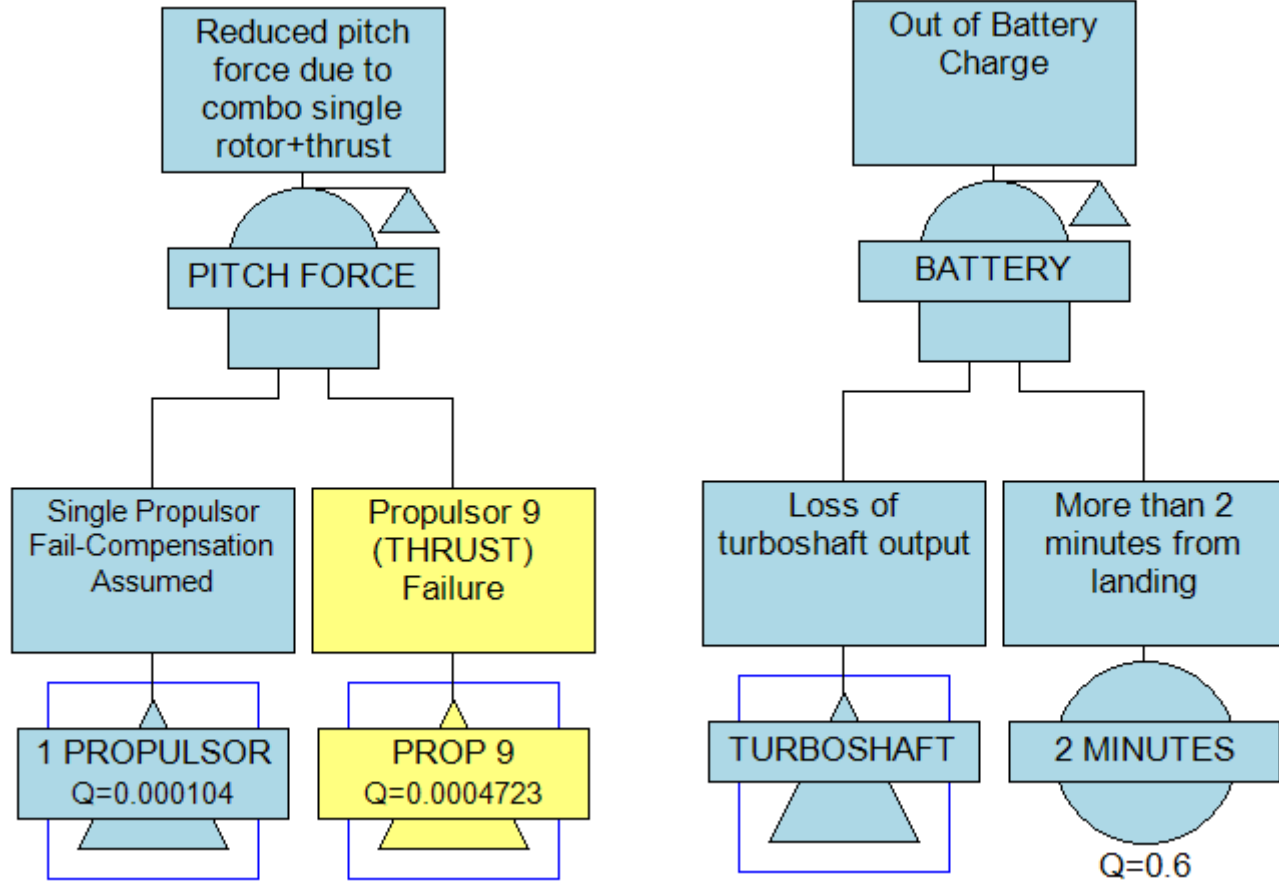 Reduced pitch
force due to
combo single
rotor+thrust
PITCH FORCE
Single Propulsor
Fail-Compensation
Assumed
1 PROPULSOR
Q=0.000104
Propulsor 9
(THRUST)
Failure
PROP 9
Q=0.0004723
Out of Battery
Charge
BATTERY
Loss of
turboshaft output
TURBOSHAFT
More than 2
minutes from
landing
2 MINUTES
Q=0.6